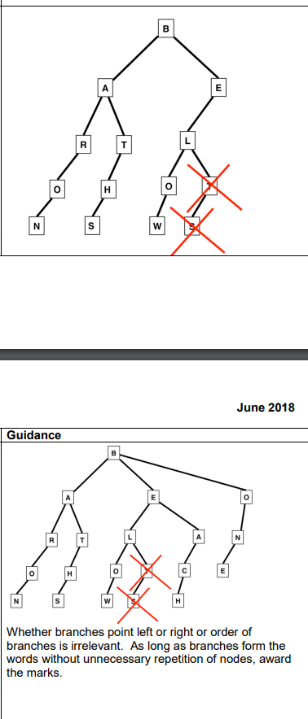 B
A E
R T L
O H O T
N S W S
June 2018
Guidance
B
A E O
R T L A N
O H O C E
N S W S H
Whether branches point left or right or order of
branches is irrelevant. As long as branches form the
words without unnecessary repetition of nodes, award
the marks.